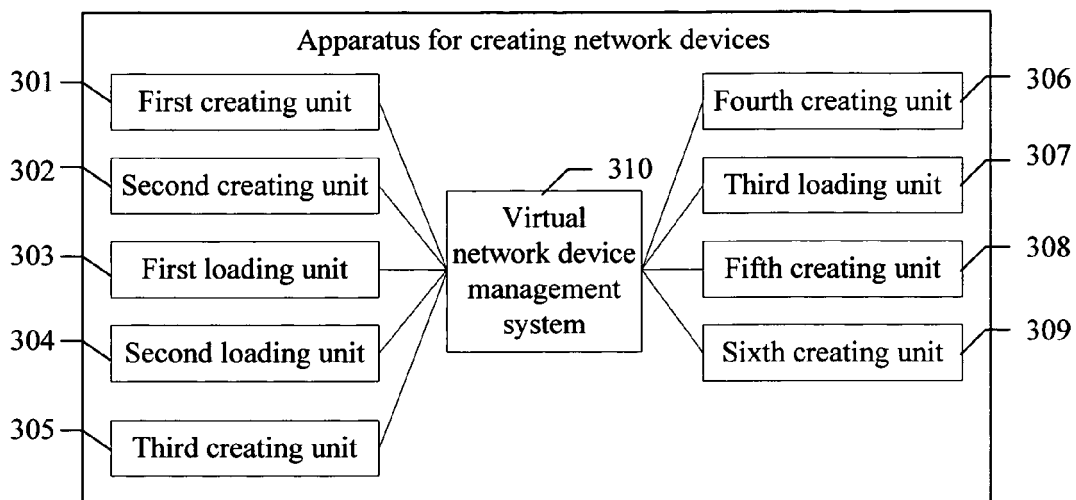 Apparatus for creating network devices
301
First creating unit
302
Second creating unit
303
First loading unit
304
Second loading unit
305
Third creating unit
310
Virtual
network device
management
system
306
Fourth creating unit
307
Third loading unit
308
Fifth creating unit
309
Sixth creating unit